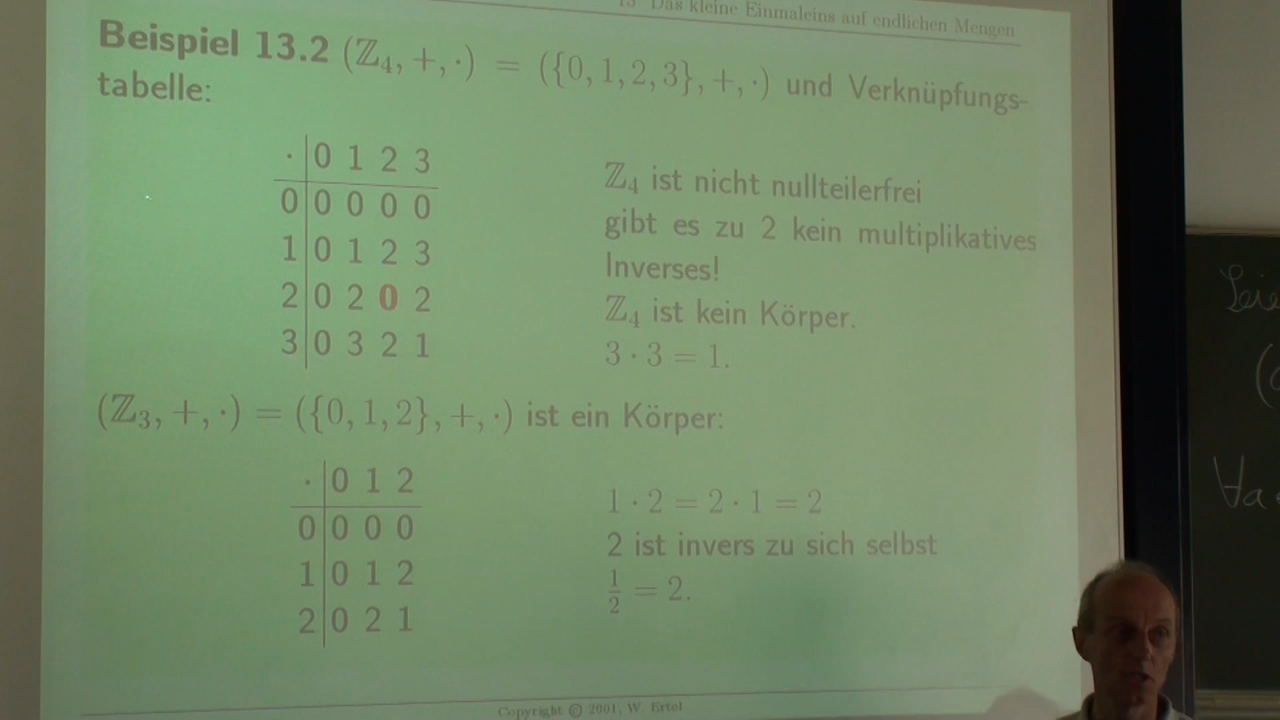 13 Das kleine Einmaleins auf endlichen Mengen
Beispiel 13.2 (ℤ₄, +, ·) = ({0, 1, 2, 3}, +, ·) und Verknüpfungs-
tabelle:
· 0 1 2 3
0 0 0 0 0
1 0 1 2 3
2 0 2 0 2
3 0 3 2 1
ℤ₄ ist nicht nullteilerfrei
gibt es zu 2 kein multiplikatives
Inverses!
ℤ₄ ist kein Körper.
3 · 3 = 1.
(ℤ₃, +, ·) = ({0, 1, 2}, +, ·) ist ein Körper:
· 0 1 2
0 0 0 0
1 0 1 2
2 0 2 1
1 · 2 = 2 · 1 = 2
2 ist invers zu sich selbst
1/2 = 2.
Copyright © 2001, W. Ertel
∀a